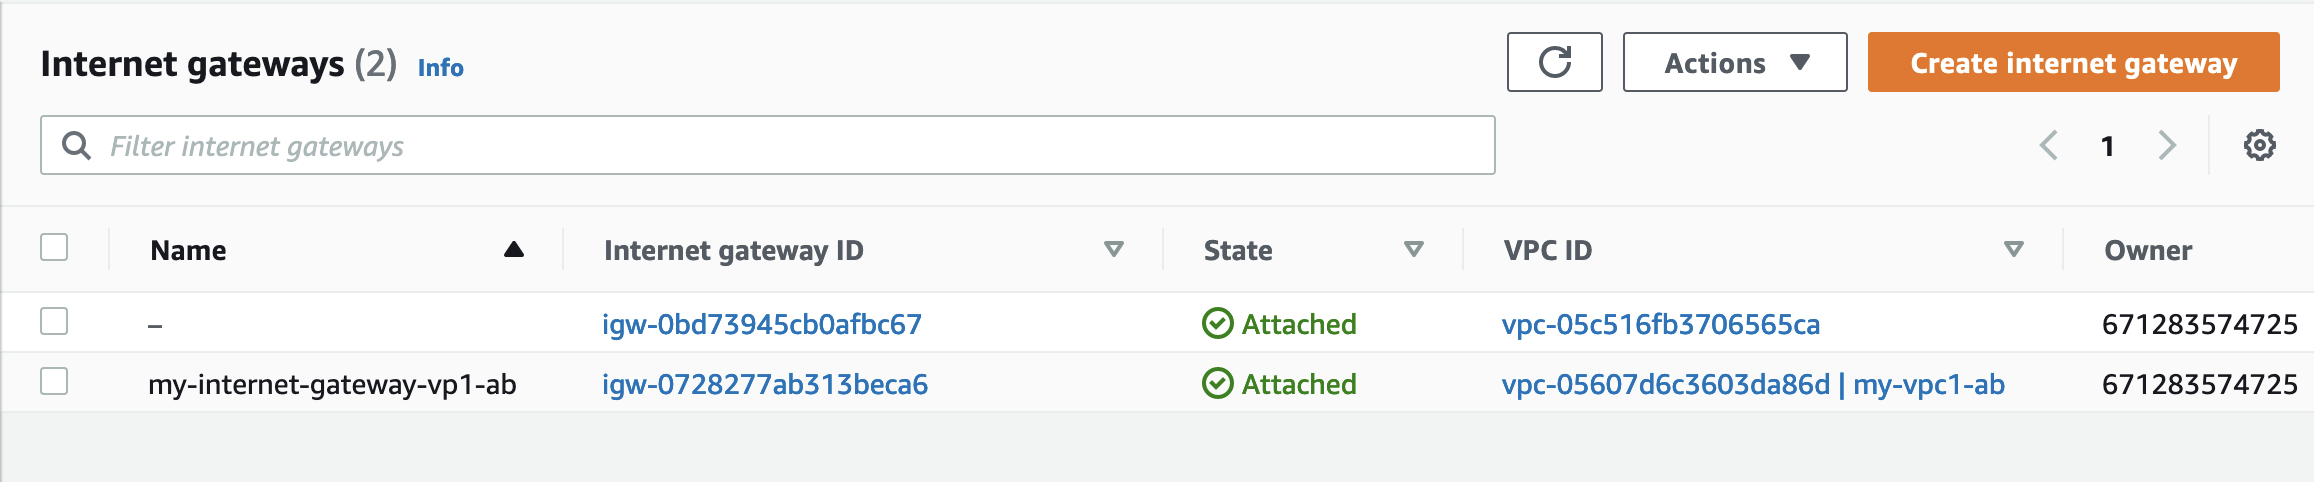 Internet gateways (2) Info
Actions
Create internet gateway
Filter internet gateways
1
Name Internet gateway ID State VPC ID Owner
– igw-0bd73945cb0afbc67 Attached vpc-05c516fb3706565ca 671283574725
my-internet-gateway-vp1-ab igw-0728277ab313beca6 Attached vpc-05607d6c3603da86d | my-vpc1-ab 671283574725